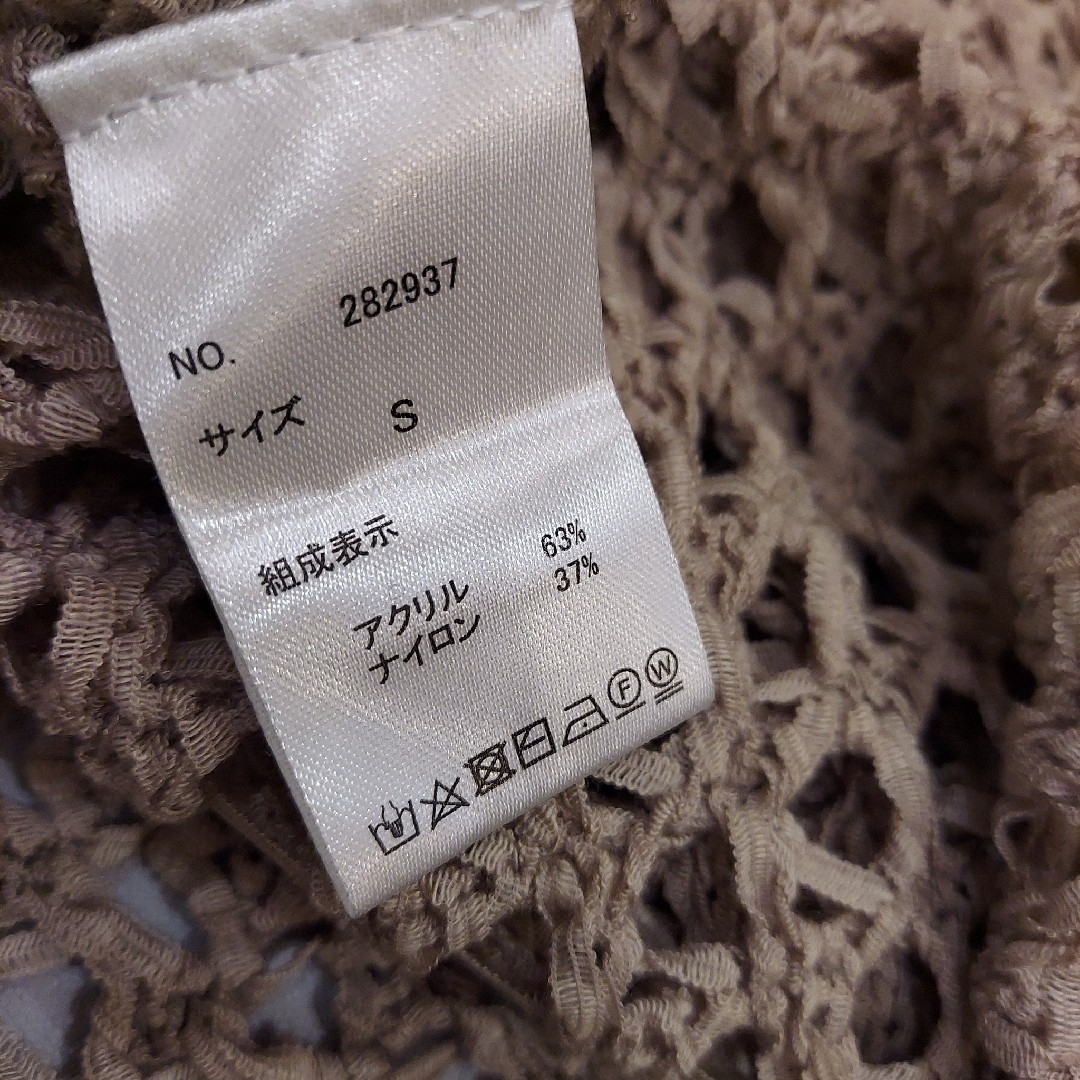 NO. 282937
サイズ S
組成表示
アクリル 63%
ナイロン 37%
F W